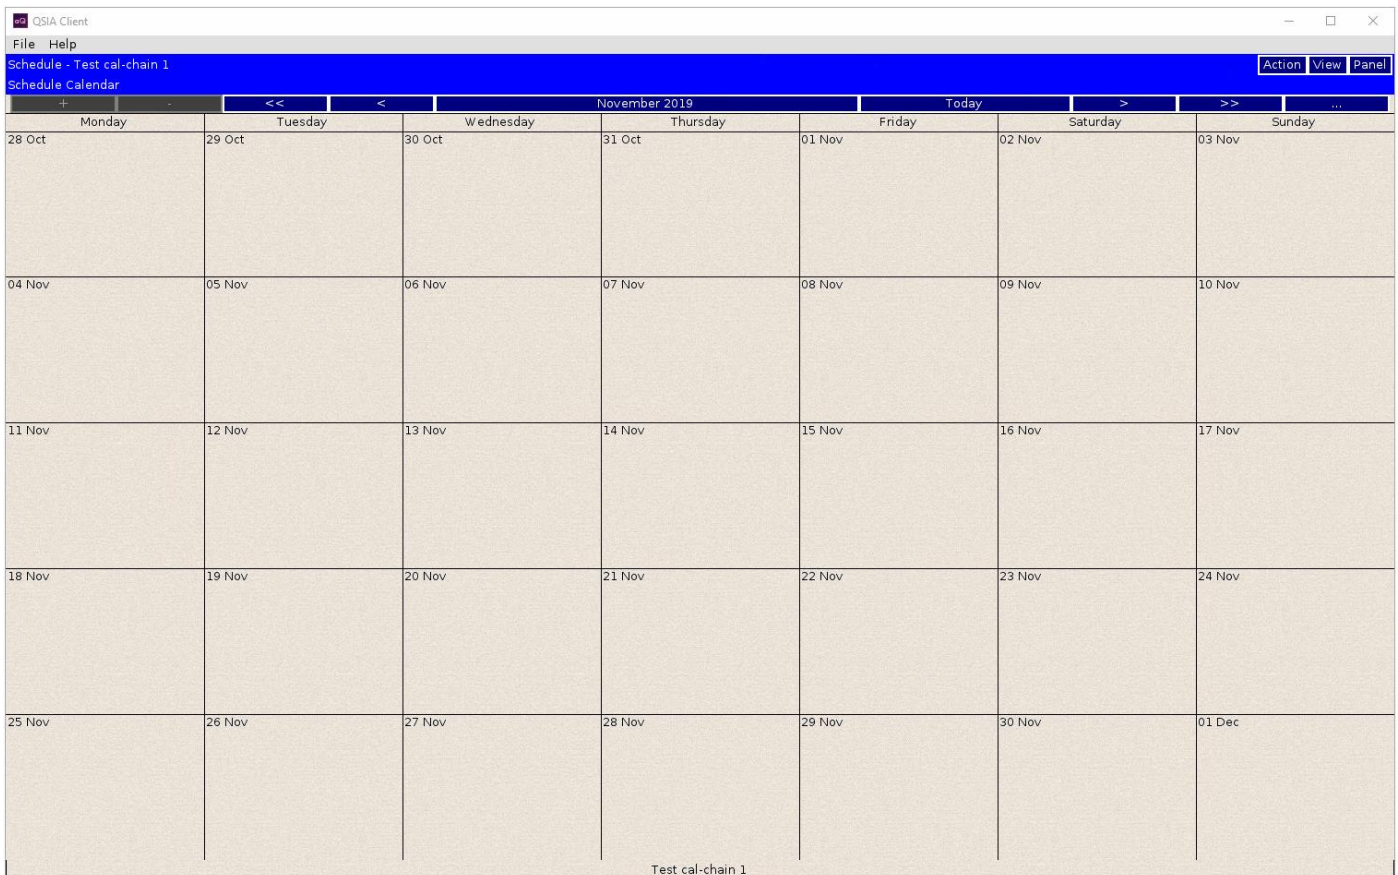 QSIA Client
File Help
Schedule - Test cal-chain 1 Action View Panel
Schedule Calendar
+ - << < November 2019 Today > >> ...
Monday Tuesday Wednesday Thursday Friday Saturday Sunday
28 Oct 29 Oct 30 Oct 31 Oct 01 Nov 02 Nov 03 Nov
04 Nov 05 Nov 06 Nov 07 Nov 08 Nov 09 Nov 10 Nov
11 Nov 12 Nov 13 Nov 14 Nov 15 Nov 16 Nov 17 Nov
18 Nov 19 Nov 20 Nov 21 Nov 22 Nov 23 Nov 24 Nov
25 Nov 26 Nov 27 Nov 28 Nov 29 Nov 30 Nov 01 Dec
Test cal-chain 1